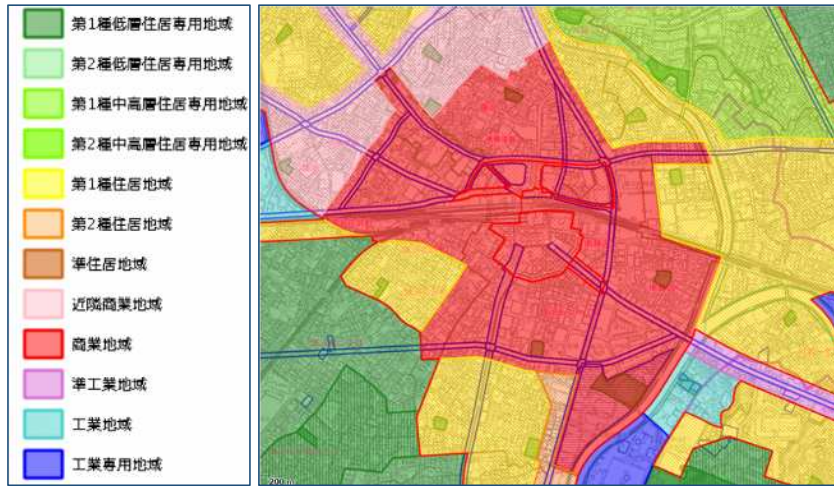 第1種低層住居専用地域
第2種低層住居専用地域
第1種中高層住居専用地域
第2種中高層住居専用地域
第1種住居地域
第2種住居地域
準住居地域
近隣商業地域
商業地域
準工業地域
工業地域
工業専用地域
200 m